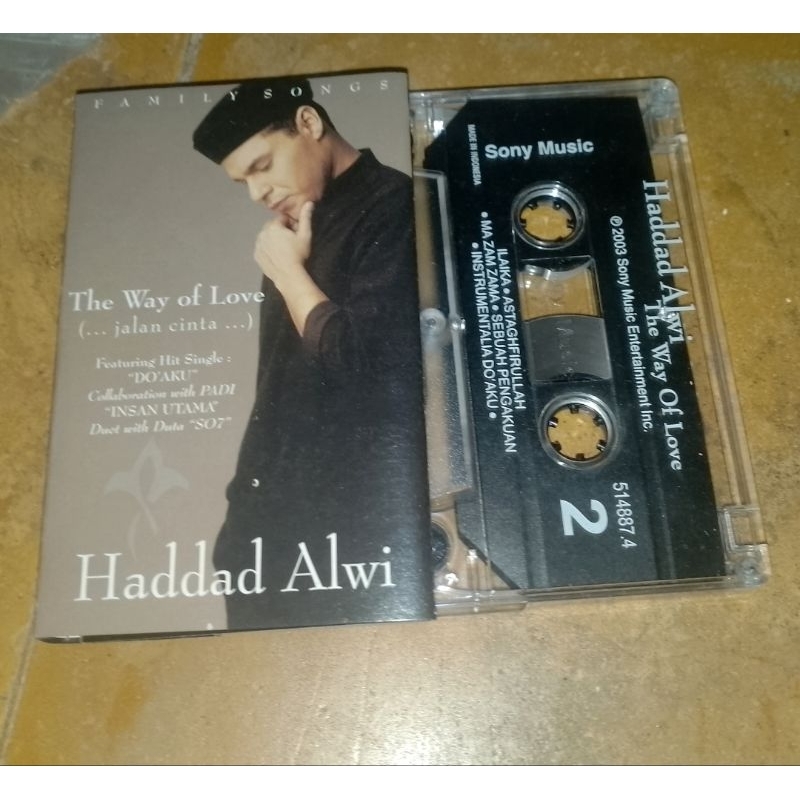 FAMILY SONGS
The Way of Love
(... jalan cinta ...)
Featuring Hit Single :
"DO'AKU"
Collaboration with PADI
"INSAN UTAMA"
Duet with Duta "SO7"
Haddad Alwi
Sony Music
MADE IN INDONESIA
Haddad Alwi
The Way Of Love
℗2003 Sony Music Entertainment Inc.
ILAIKA • ASTAGHFIRULLAH
• MA ZAM ZAMA • SEBUAH PENGAKUAN
• INSTRUMENTALIA DO'AKU •
514887.4
2